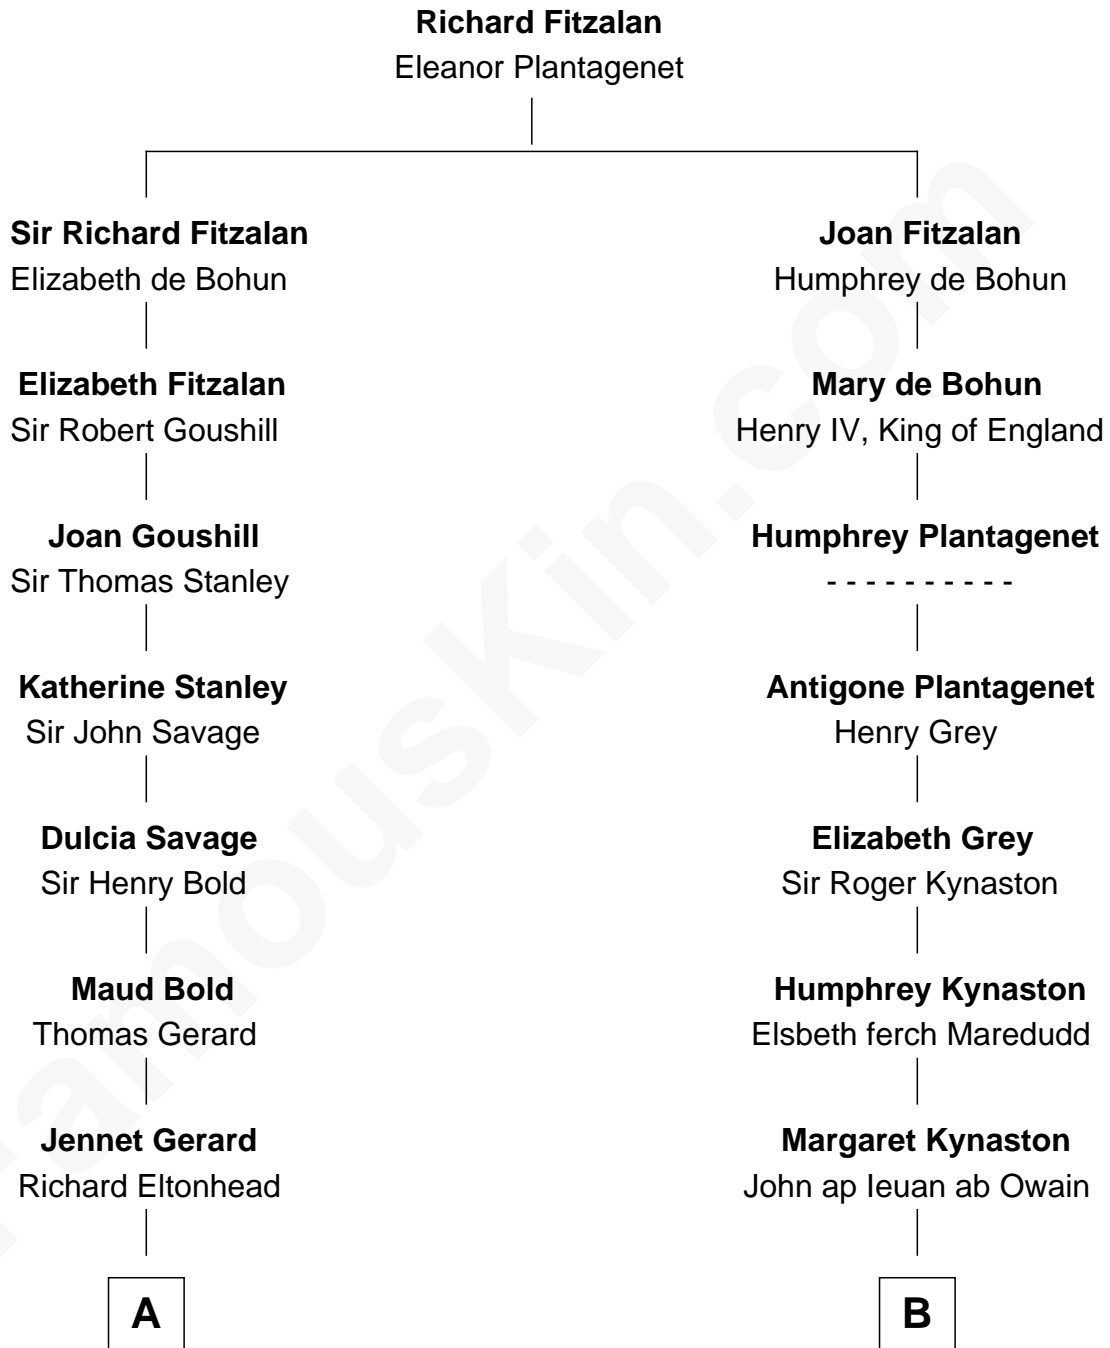 Richard Fitzalan
Eleanor Plantagenet
Sir Richard Fitzalan
Elizabeth de Bohun
Elizabeth Fitzalan
Sir Robert Goushill
Joan Goushill
Sir Thomas Stanley
Katherine Stanley
Sir John Savage
Dulcia Savage
Sir Henry Bold
Maud Bold
Thomas Gerard
Jennet Gerard
Richard Eltonhead
A
Joan Fitzalan
Humphrey de Bohun
Mary de Bohun
Henry IV, King of England
Humphrey Plantagenet
- - - - - - - - - -
Antigone Plantagenet
Henry Grey
Elizabeth Grey
Sir Roger Kynaston
Humphrey Kynaston
Elsbeth ferch Maredudd
Margaret Kynaston
John ap Ieuan ab Owain
B
FamousKin.com